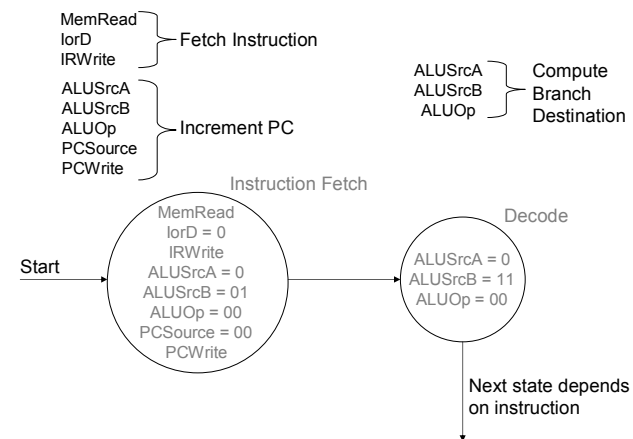 MemRead
IorD
IRWrite
Fetch Instruction
ALUSrcA
ALUSrcB
ALUOp
PCSource
PCWrite
Increment PC
ALUSrcA
ALUSrcB
ALUOp
Compute
Branch
Destination
Instruction Fetch
MemRead
IorD = 0
IRWrite
ALUSrcA = 0
ALUSrcB = 01
ALUOp = 00
PCSource = 00
PCWrite
Start
Decode
ALUSrcA = 0
ALUSrcB = 11
ALUOp = 00
Next state depends
on instruction